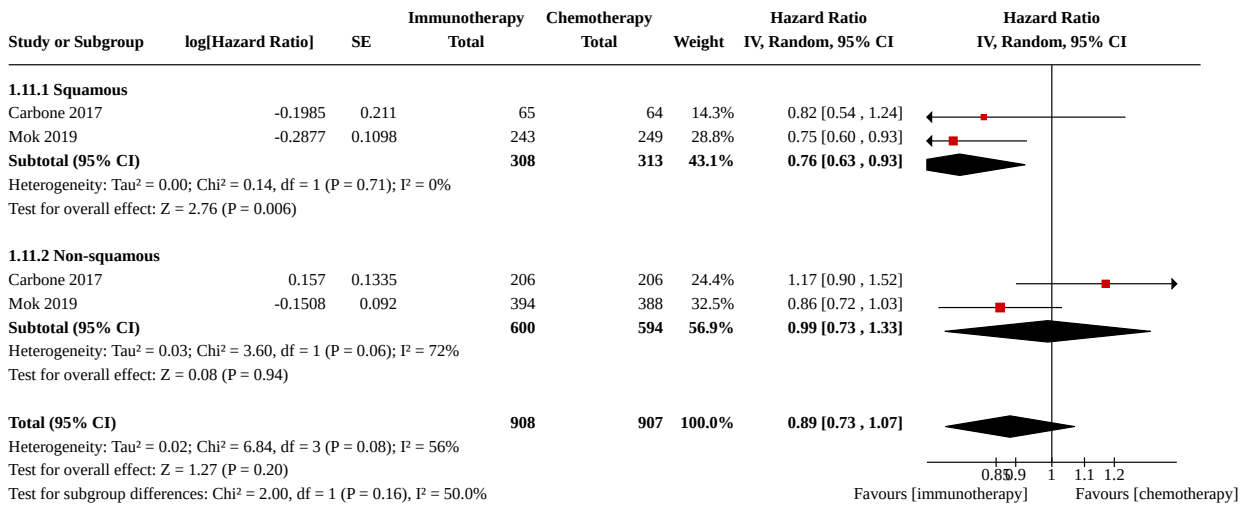 Immunotherapy Chemotherapy Hazard Ratio Hazard Ratio
Study or Subgroup log[Hazard Ratio] SE Total Total Weight IV, Random, 95% CI IV, Random, 95% CI
1.11.1 Squamous
Carbone 2017 -0.1985 0.211 65 64 14.3% 0.82 [0.54 , 1.24]
Mok 2019 -0.2877 0.1098 243 249 28.8% 0.75 [0.60 , 0.93]
Subtotal (95% CI) 308 313 43.1% 0.76 [0.63 , 0.93]
Heterogeneity: Tau² = 0.00; Chi² = 0.14, df = 1 (P = 0.71); I² = 0%
Test for overall effect: Z = 2.76 (P = 0.006)
1.11.2 Non-squamous
Carbone 2017 0.157 0.1335 206 206 24.4% 1.17 [0.90 , 1.52]
Mok 2019 -0.1508 0.092 394 388 32.5% 0.86 [0.72 , 1.03]
Subtotal (95% CI) 600 594 56.9% 0.99 [0.73 , 1.33]
Heterogeneity: Tau² = 0.03; Chi² = 3.60, df = 1 (P = 0.06); I² = 72%
Test for overall effect: Z = 0.08 (P = 0.94)
Total (95% CI) 908 907 100.0% 0.89 [0.73 , 1.07]
Heterogeneity: Tau² = 0.02; Chi² = 6.84, df = 3 (P = 0.08); I² = 56%
Test for overall effect: Z = 1.27 (P = 0.20) 0.85 0.9 1 1.1 1.2
Test for subgroup differences: Chi² = 2.00, df = 1 (P = 0.16), I² = 50.0% Favours [immunotherapy] Favours [chemotherapy]